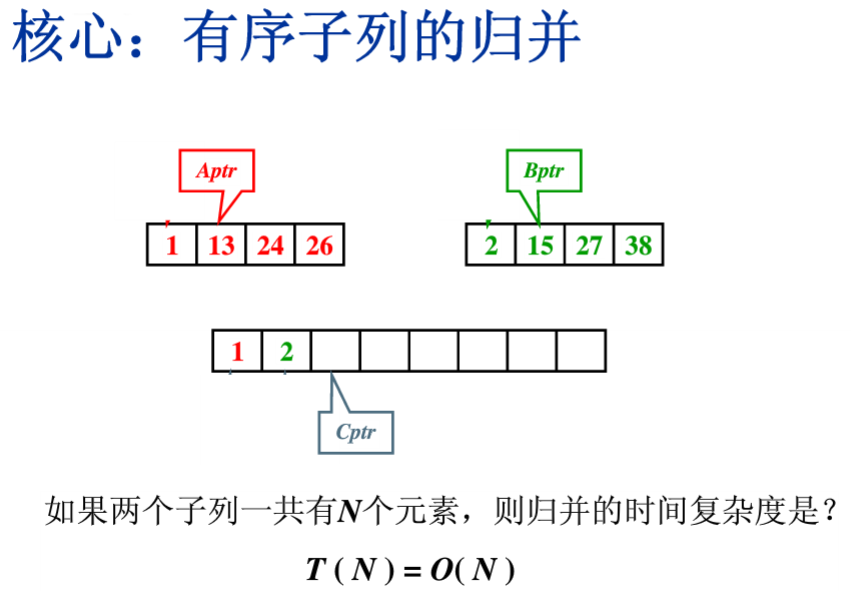 核心：有序子列的归并
Aptr
Bptr
1 13 24 26
2 15 27 38
1 2
Cptr
如果两个子列一共有N个元素，则归并的时间复杂度是？
T ( N ) = O( N )